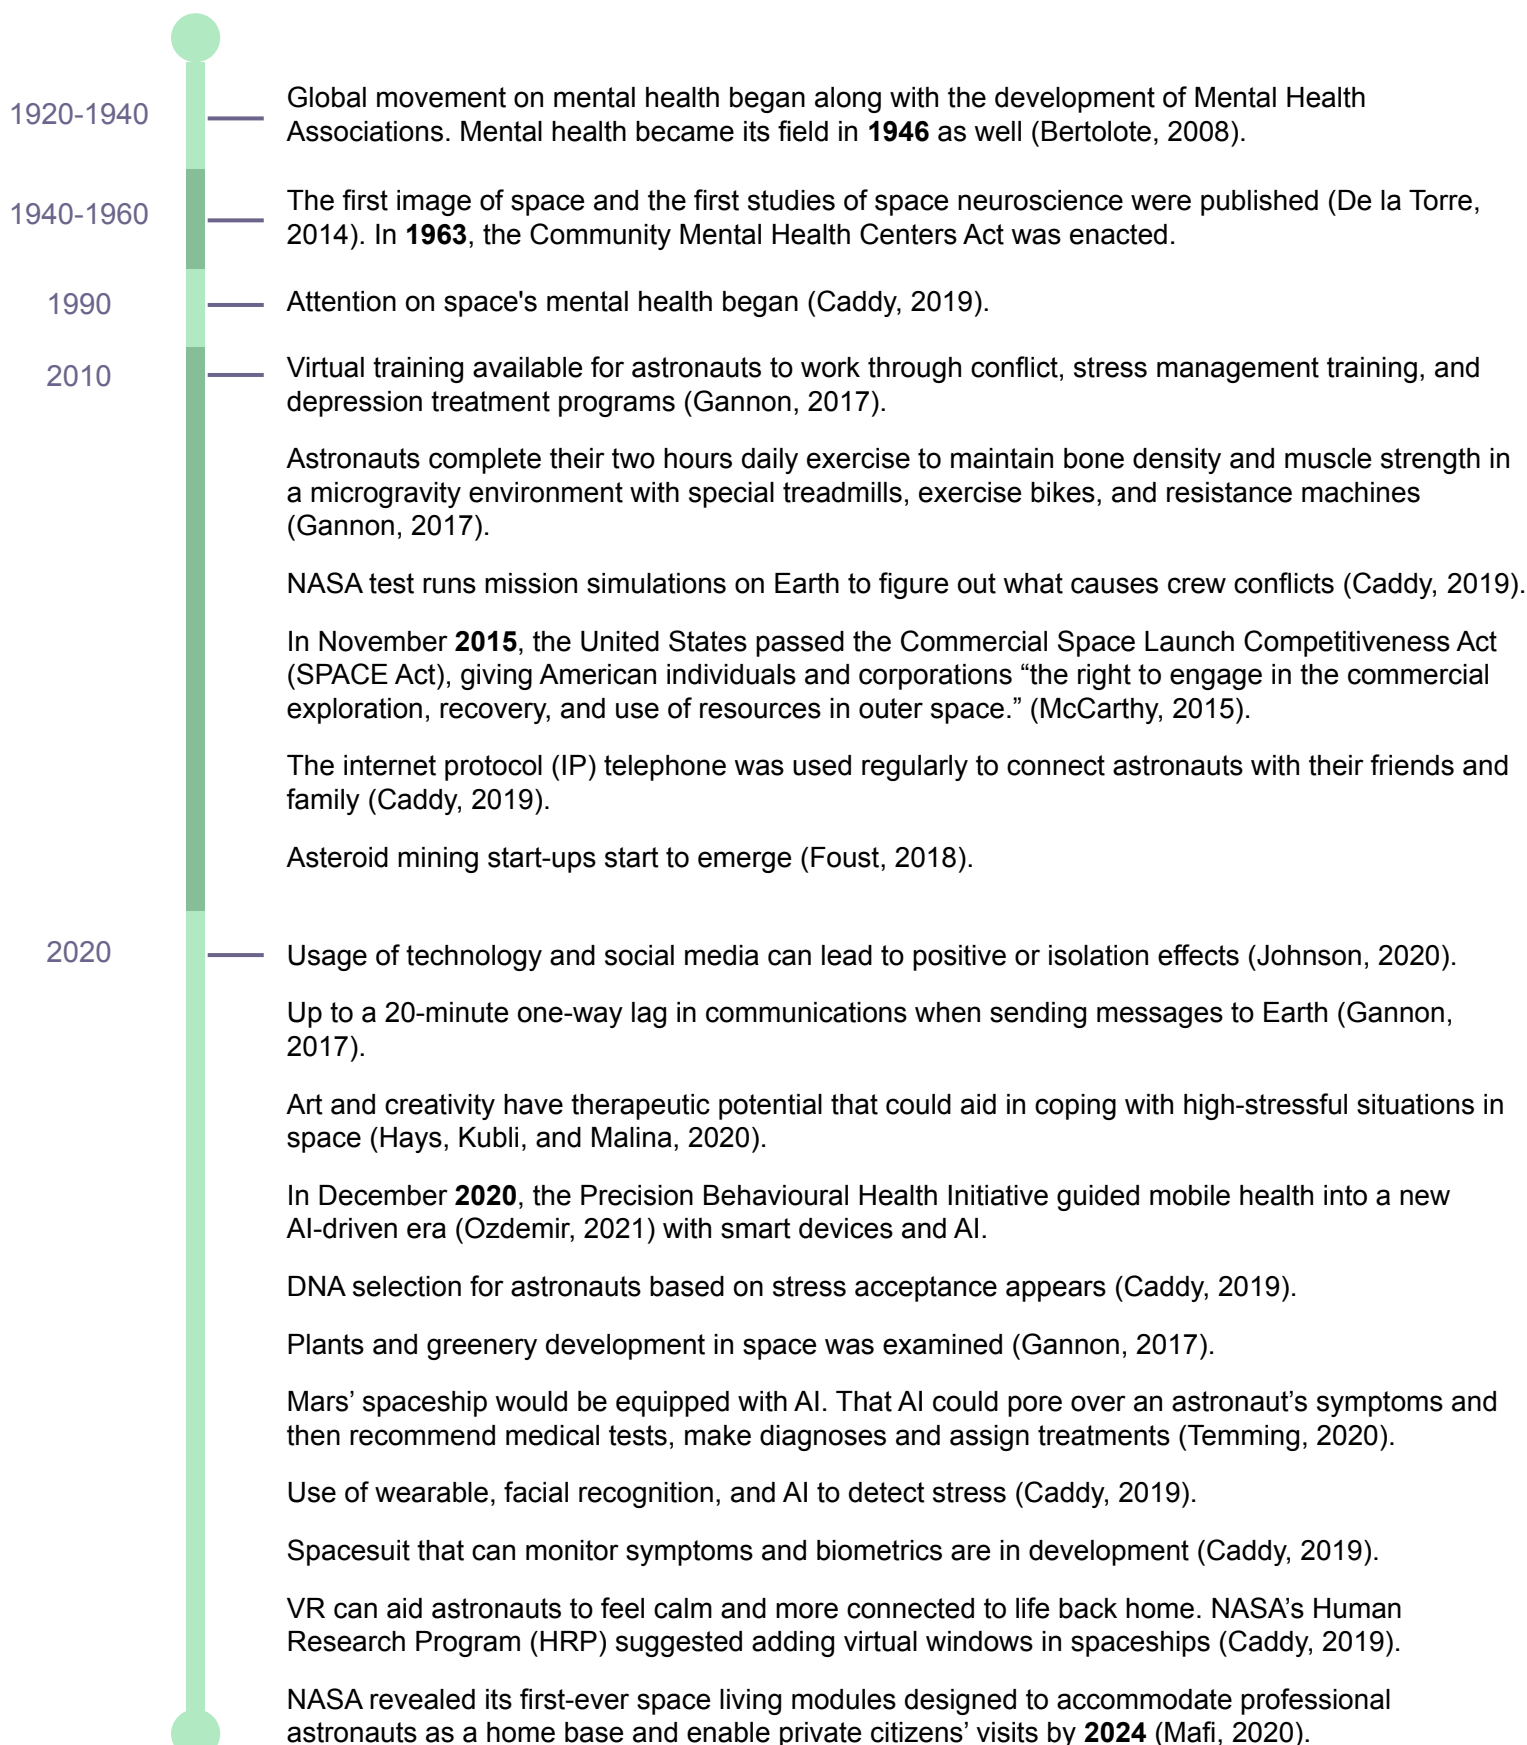 1920-1940
Global movement on mental health began along with the development of Mental Health
Associations. Mental health became its field in 1946 as well (Bertolote, 2008).
1940-1960
The first image of space and the first studies of space neuroscience were published (De la Torre,
2014). In 1963, the Community Mental Health Centers Act was enacted.
1990
Attention on space's mental health began (Caddy, 2019).
2010
Virtual training available for astronauts to work through conflict, stress management training, and
depression treatment programs (Gannon, 2017).
Astronauts complete their two hours daily exercise to maintain bone density and muscle strength in
a microgravity environment with special treadmills, exercise bikes, and resistance machines
(Gannon, 2017).
NASA test runs mission simulations on Earth to figure out what causes crew conflicts (Caddy, 2019).
In November 2015, the United States passed the Commercial Space Launch Competitiveness Act
(SPACE Act), giving American individuals and corporations “the right to engage in the commercial
exploration, recovery, and use of resources in outer space.” (McCarthy, 2015).
The internet protocol (IP) telephone was used regularly to connect astronauts with their friends and
family (Caddy, 2019).
Asteroid mining start-ups start to emerge (Foust, 2018).
2020
Usage of technology and social media can lead to positive or isolation effects (Johnson, 2020).
Up to a 20-minute one-way lag in communications when sending messages to Earth (Gannon,
2017).
Art and creativity have therapeutic potential that could aid in coping with high-stressful situations in
space (Hays, Kubli, and Malina, 2020).
In December 2020, the Precision Behavioural Health Initiative guided mobile health into a new
AI-driven era (Ozdemir, 2021) with smart devices and AI.
DNA selection for astronauts based on stress acceptance appears (Caddy, 2019).
Plants and greenery development in space was examined (Gannon, 2017).
Mars’ spaceship would be equipped with AI. That AI could pore over an astronaut’s symptoms and
then recommend medical tests, make diagnoses and assign treatments (Temming, 2020).
Use of wearable, facial recognition, and AI to detect stress (Caddy, 2019).
Spacesuit that can monitor symptoms and biometrics are in development (Caddy, 2019).
VR can aid astronauts to feel calm and more connected to life back home. NASA’s Human
Research Program (HRP) suggested adding virtual windows in spaceships (Caddy, 2019).
NASA revealed its first-ever space living modules designed to accommodate professional
astronauts as a home base and enable private citizens’ visits by 2024 (Mafi, 2020).